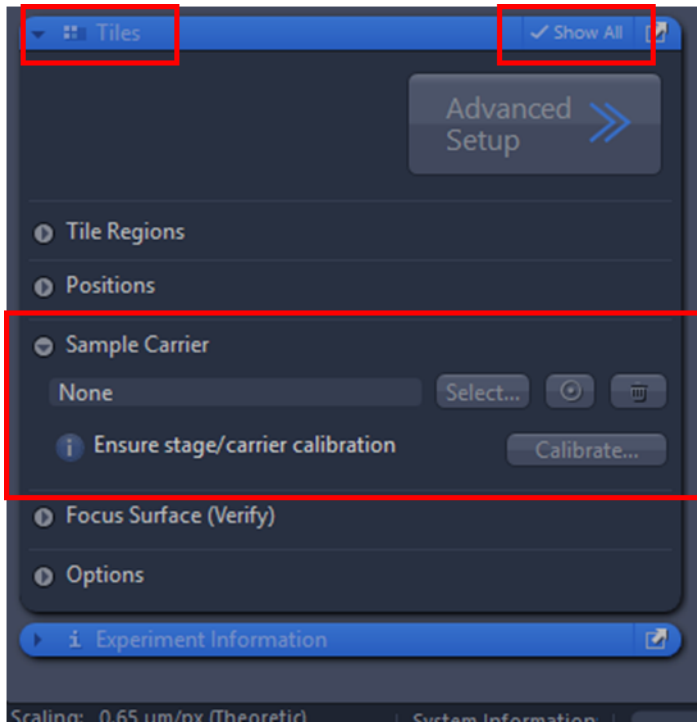 Tiles
Show All
Advanced
Setup
Tile Regions
Positions
Sample Carrier
None
Select...
i Ensure stage/carrier calibration
Calibrate...
Focus Surface (Verify)
Options
i Experiment Information
Scaling: 0.65 um/px (Theoretic)
System Information: